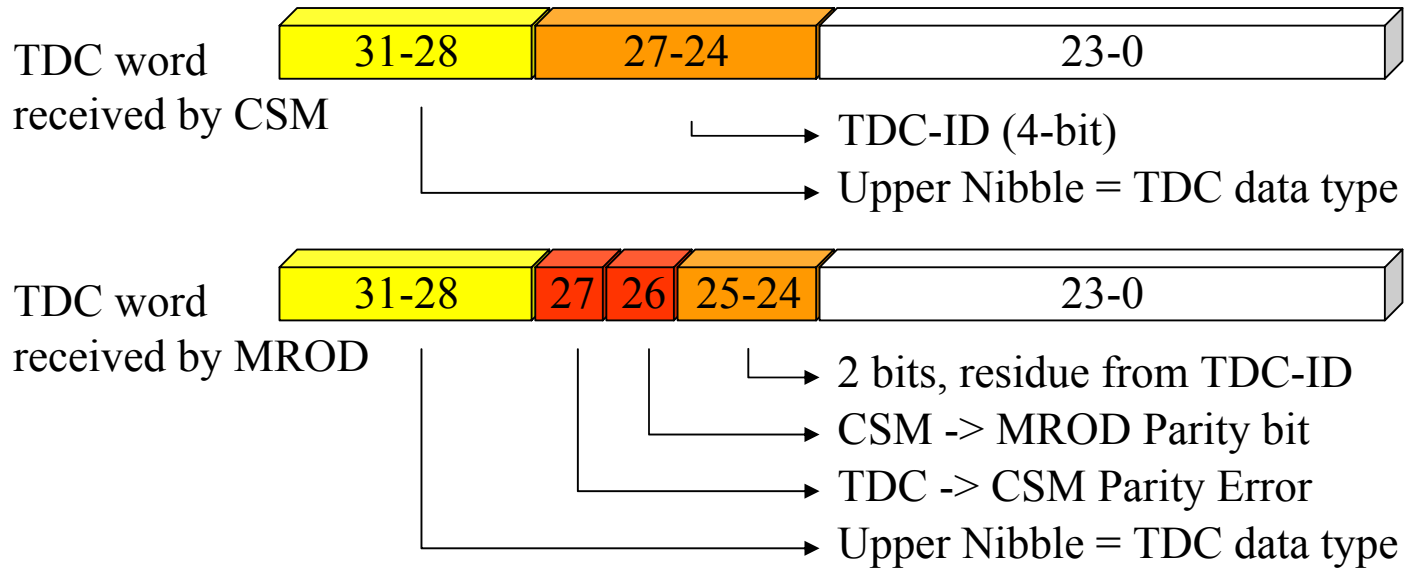 31-28 27-24 23-0
TDC word
received by CSM
TDC-ID (4-bit)
Upper Nibble = TDC data type
31-28 27 26 25-24 23-0
TDC word
received by MROD
2 bits, residue from TDC-ID
CSM -> MROD Parity bit
TDC -> CSM Parity Error
Upper Nibble = TDC data type